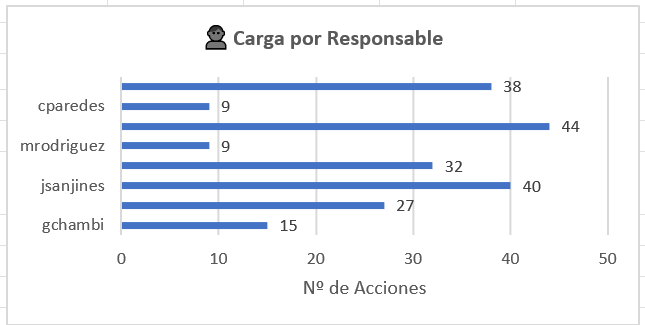 Carga por Responsable
38
cparedes 9
44
mrodriguez 9
32
jsanjines 40
27
gchambi 15
0 10 20 30 40 50
Nº de Acciones